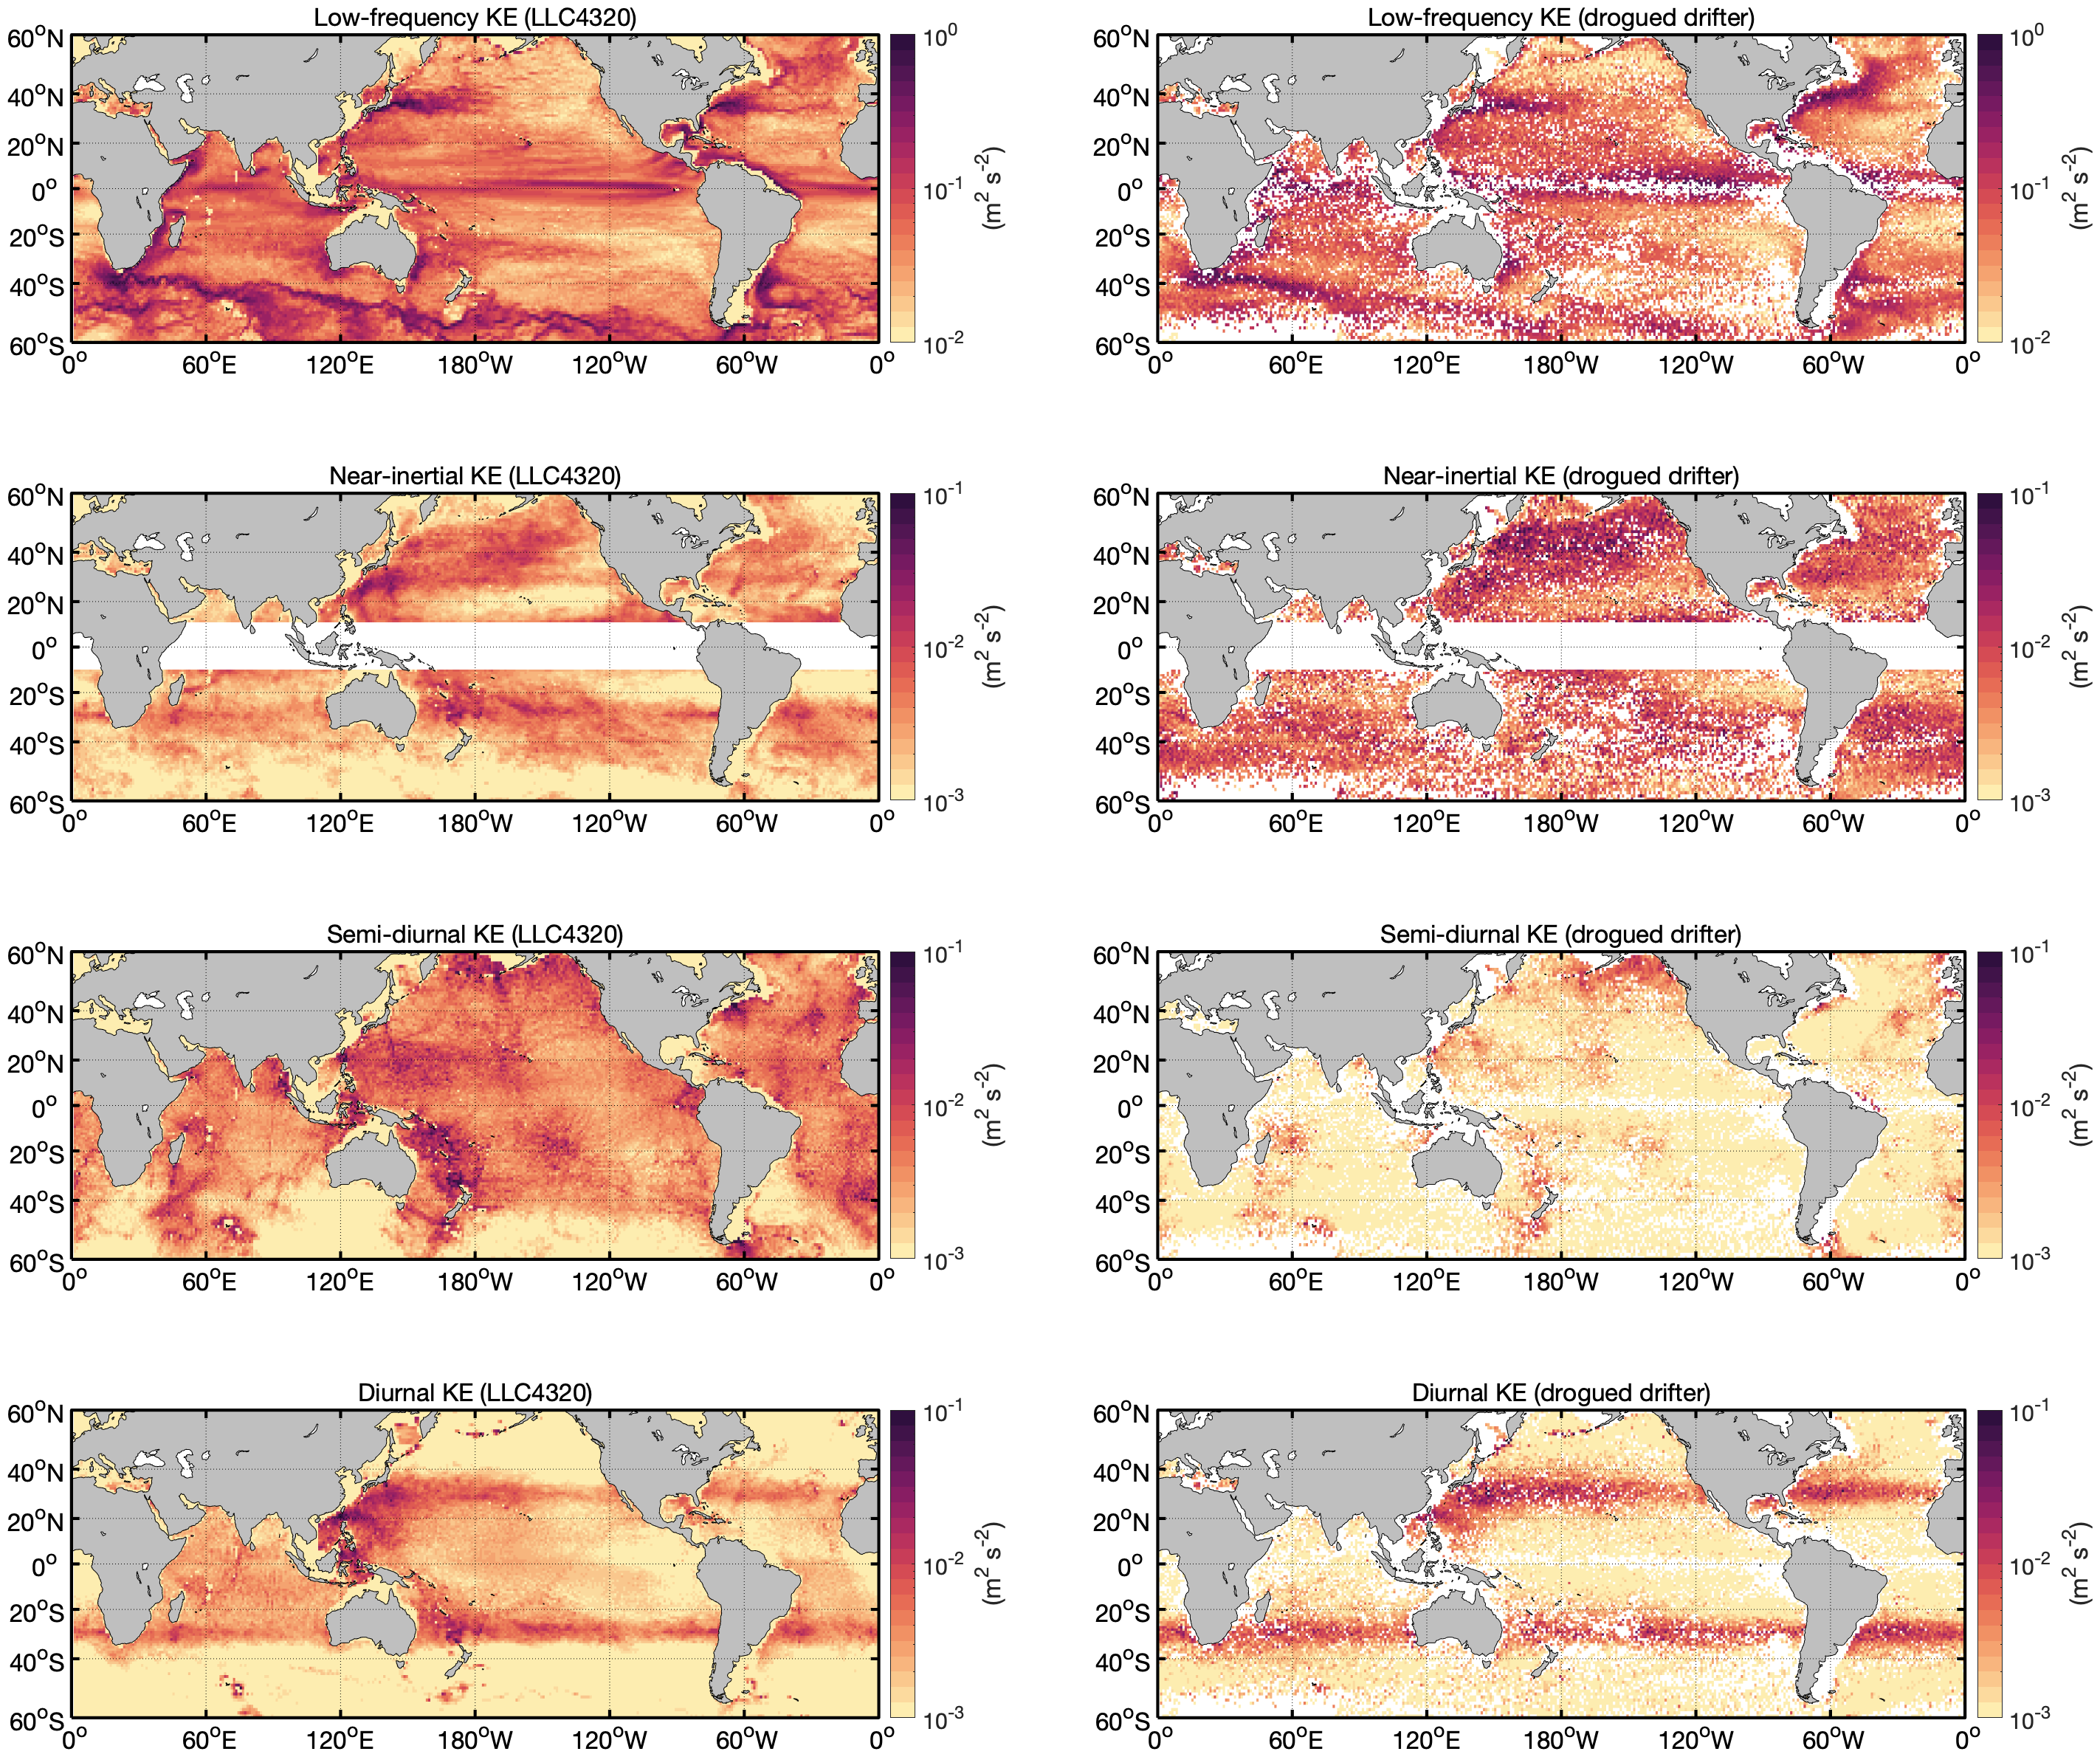 Low-frequency KE (LLC4320)
60°N
40°N
20°N
0°
20°S
40°S
60°S
0° 60°E 120°E 180°W 120°W 60°W 0°
10^0
10^-1
10^-2
(m^2 s^-2)
Low-frequency KE (drogued drifter)
60°N
40°N
20°N
0°
20°S
40°S
60°S
0° 60°E 120°E 180°W 120°W 60°W 0°
10^0
10^-1
10^-2
(m^2 s^-2)
Near-inertial KE (LLC4320)
60°N
40°N
20°N
0°
20°S
40°S
60°S
0° 60°E 120°E 180°W 120°W 60°W 0°
10^-1
10^-2
10^-3
(m^2 s^-2)
Near-inertial KE (drogued drifter)
60°N
40°N
20°N
0°
20°S
40°S
60°S
0° 60°E 120°E 180°W 120°W 60°W 0°
10^-1
10^-2
10^-3
(m^2 s^-2)
Semi-diurnal KE (LLC4320)
60°N
40°N
20°N
0°
20°S
40°S
60°S
0° 60°E 120°E 180°W 120°W 60°W 0°
10^-1
10^-2
10^-3
(m^2 s^-2)
Semi-diurnal KE (drogued drifter)
60°N
40°N
20°N
0°
20°S
40°S
60°S
0° 60°E 120°E 180°W 120°W 60°W 0°
10^-1
10^-2
10^-3
(m^2 s^-2)
Diurnal KE (LLC4320)
60°N
40°N
20°N
0°
20°S
40°S
60°S
0° 60°E 120°E 180°W 120°W 60°W 0°
10^-1
10^-2
10^-3
(m^2 s^-2)
Diurnal KE (drogued drifter)
60°N
40°N
20°N
0°
20°S
40°S
60°S
0° 60°E 120°E 180°W 120°W 60°W 0°
10^-1
10^-2
10^-3
(m^2 s^-2)